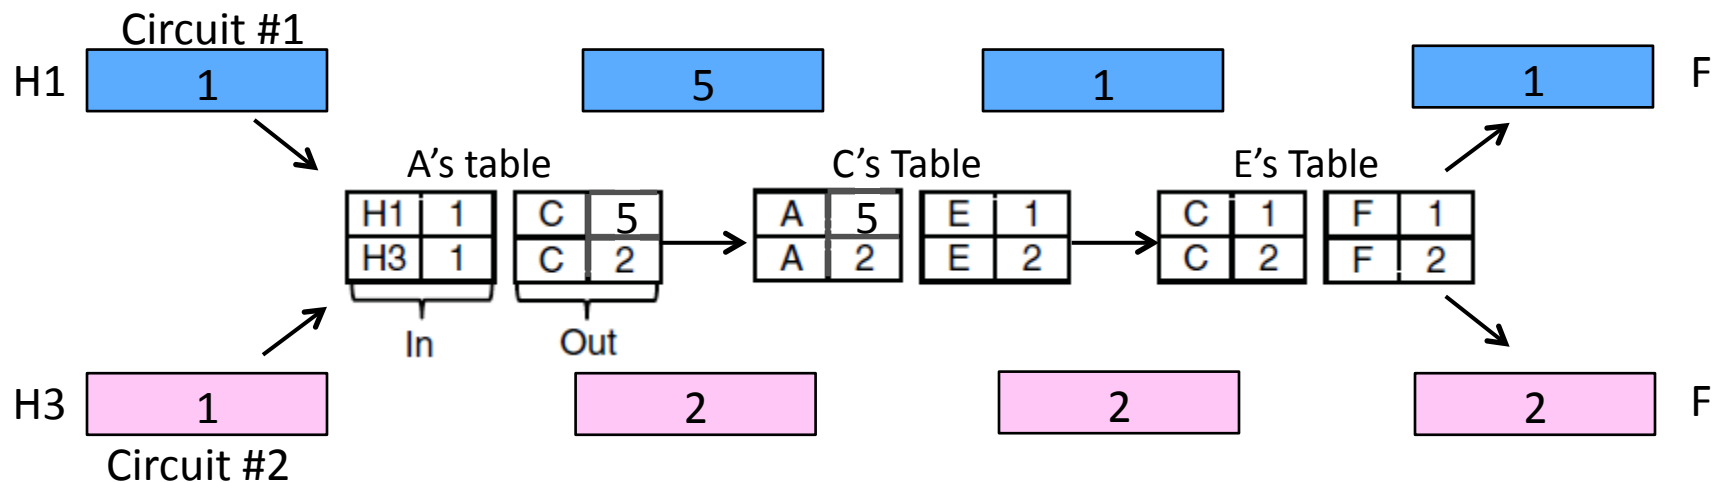 Circuit #1
H1 1 5 1 1 F
A's table C's Table E's Table
H1 1 C 5 A 5 E 1 C 1 F 1
H3 1 C 2 A 2 E 2 C 2 F 2
In Out
H3 1 2 2 2 F
Circuit #2